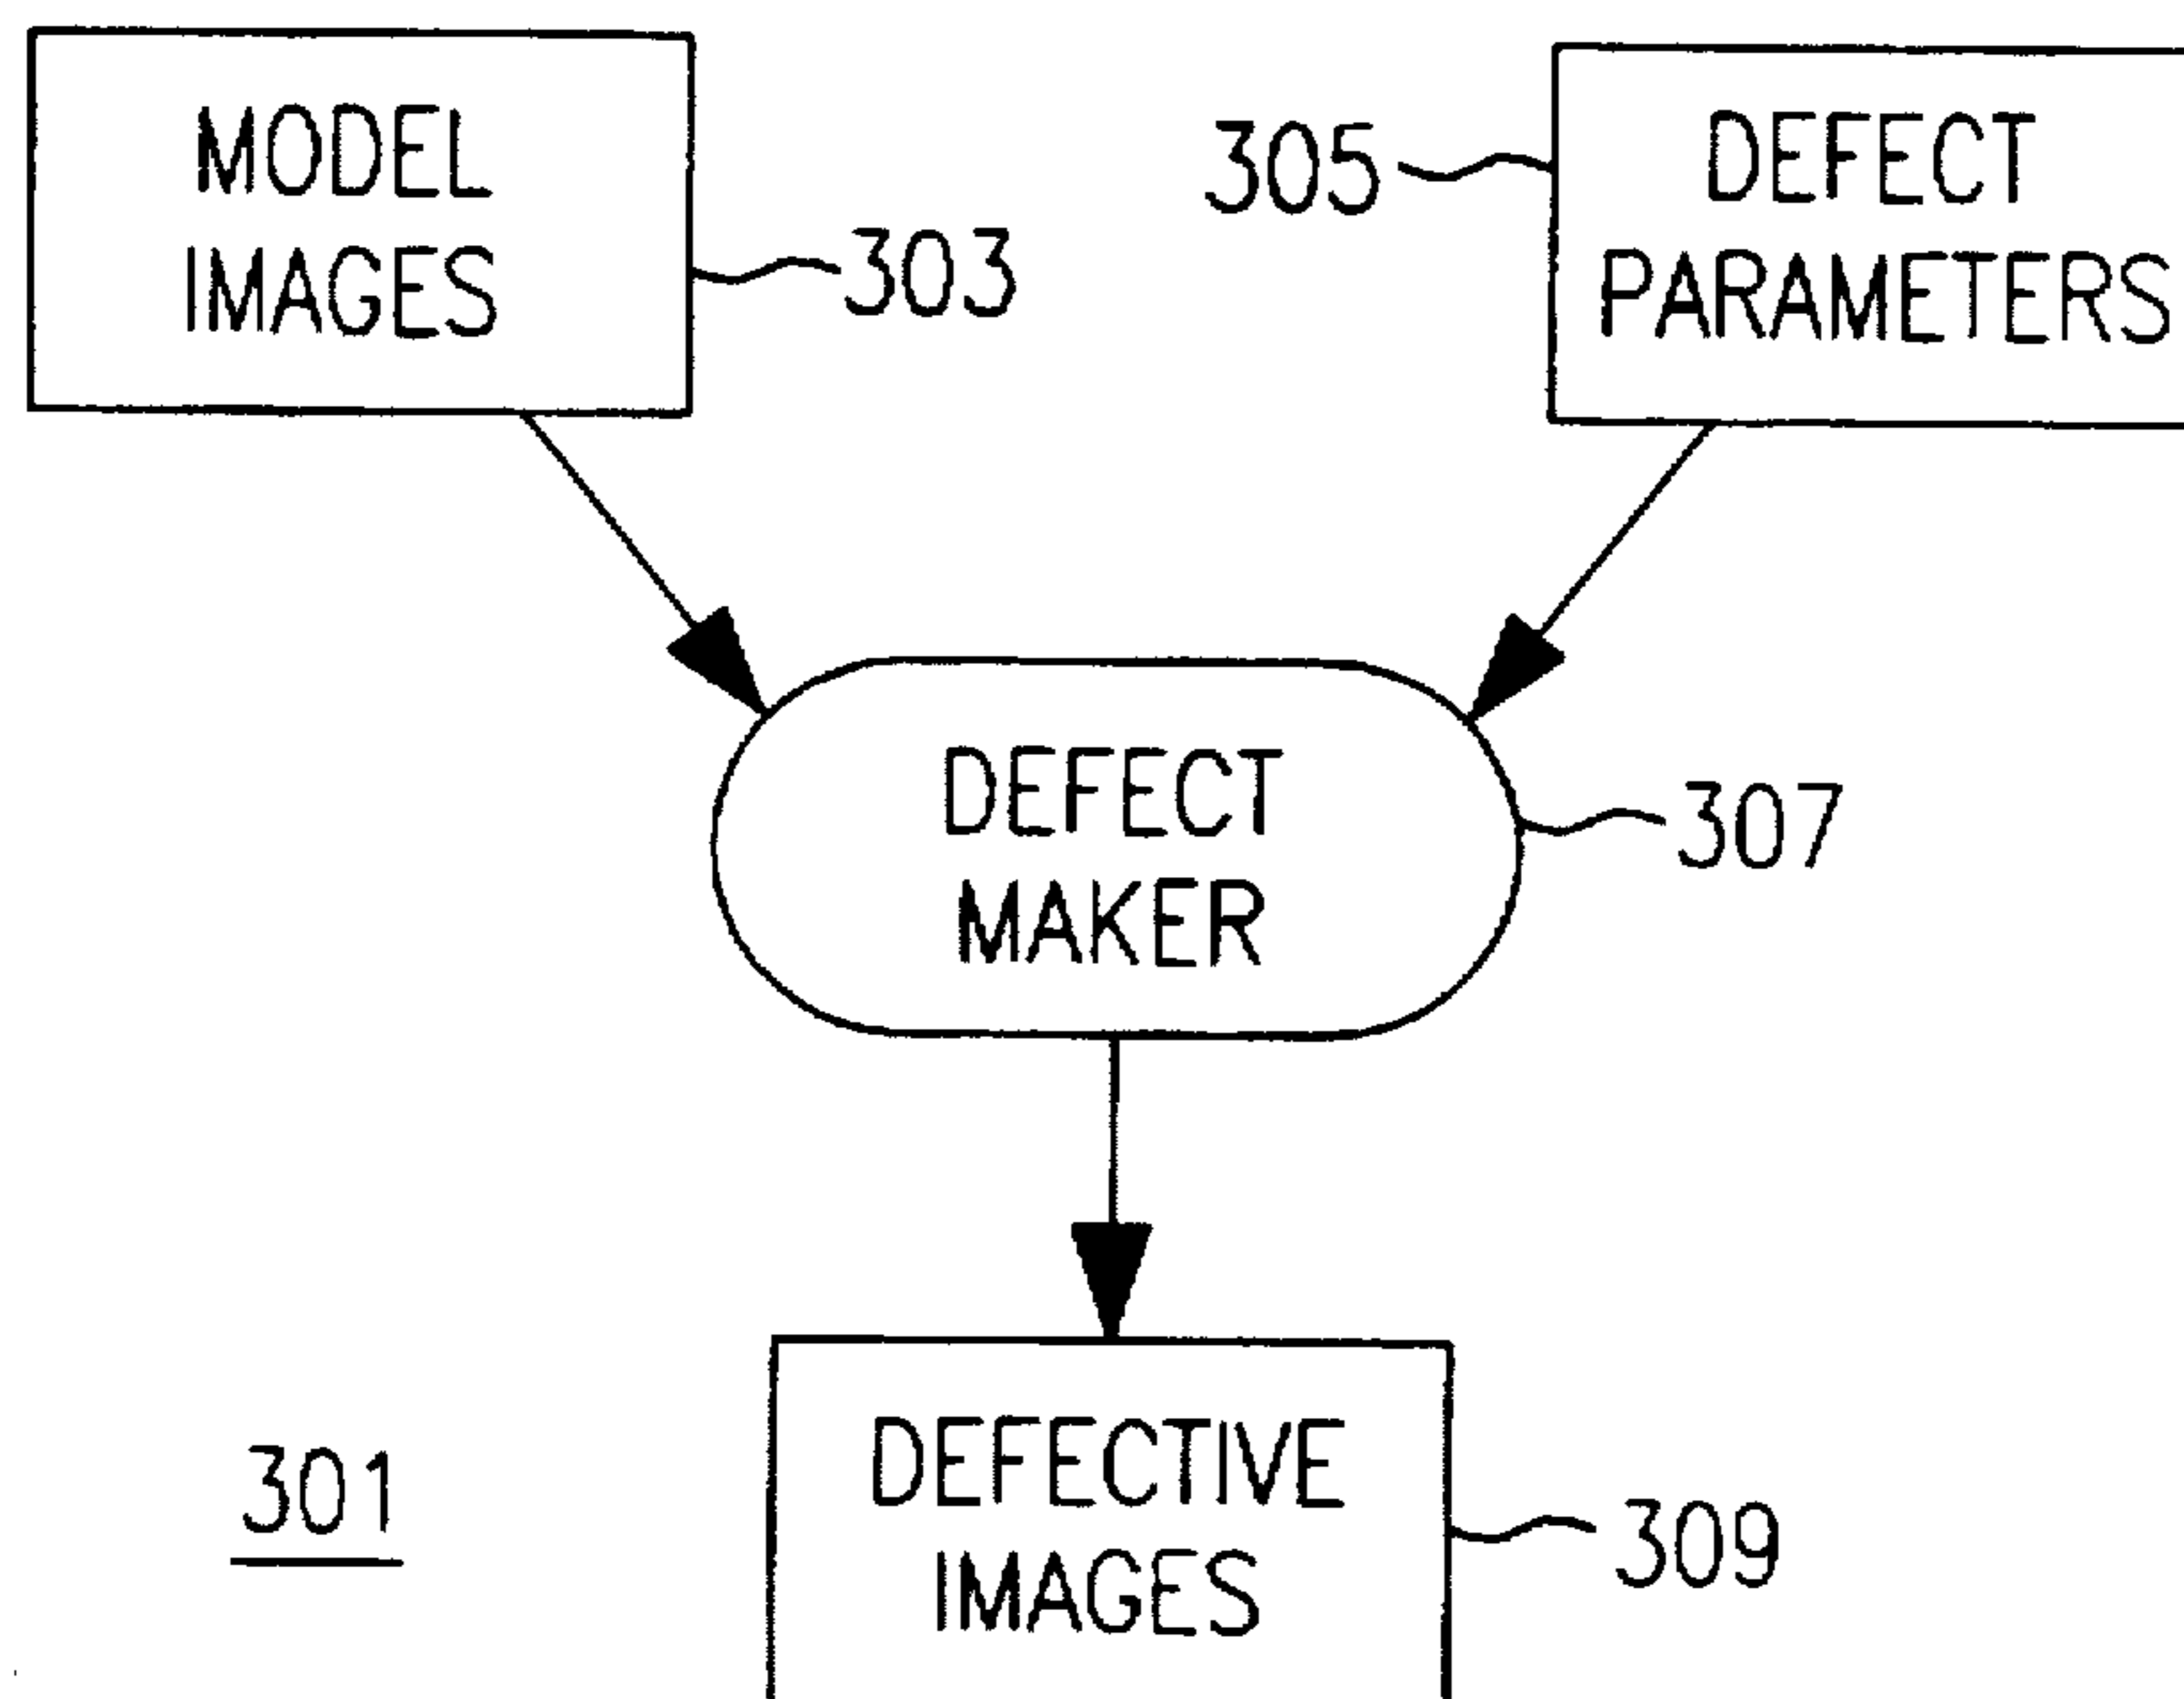 MODEL
IMAGES
303
305
DEFECT
PARAMETERS
DEFECT
MAKER
307
301
DEFECTIVE
IMAGES
309